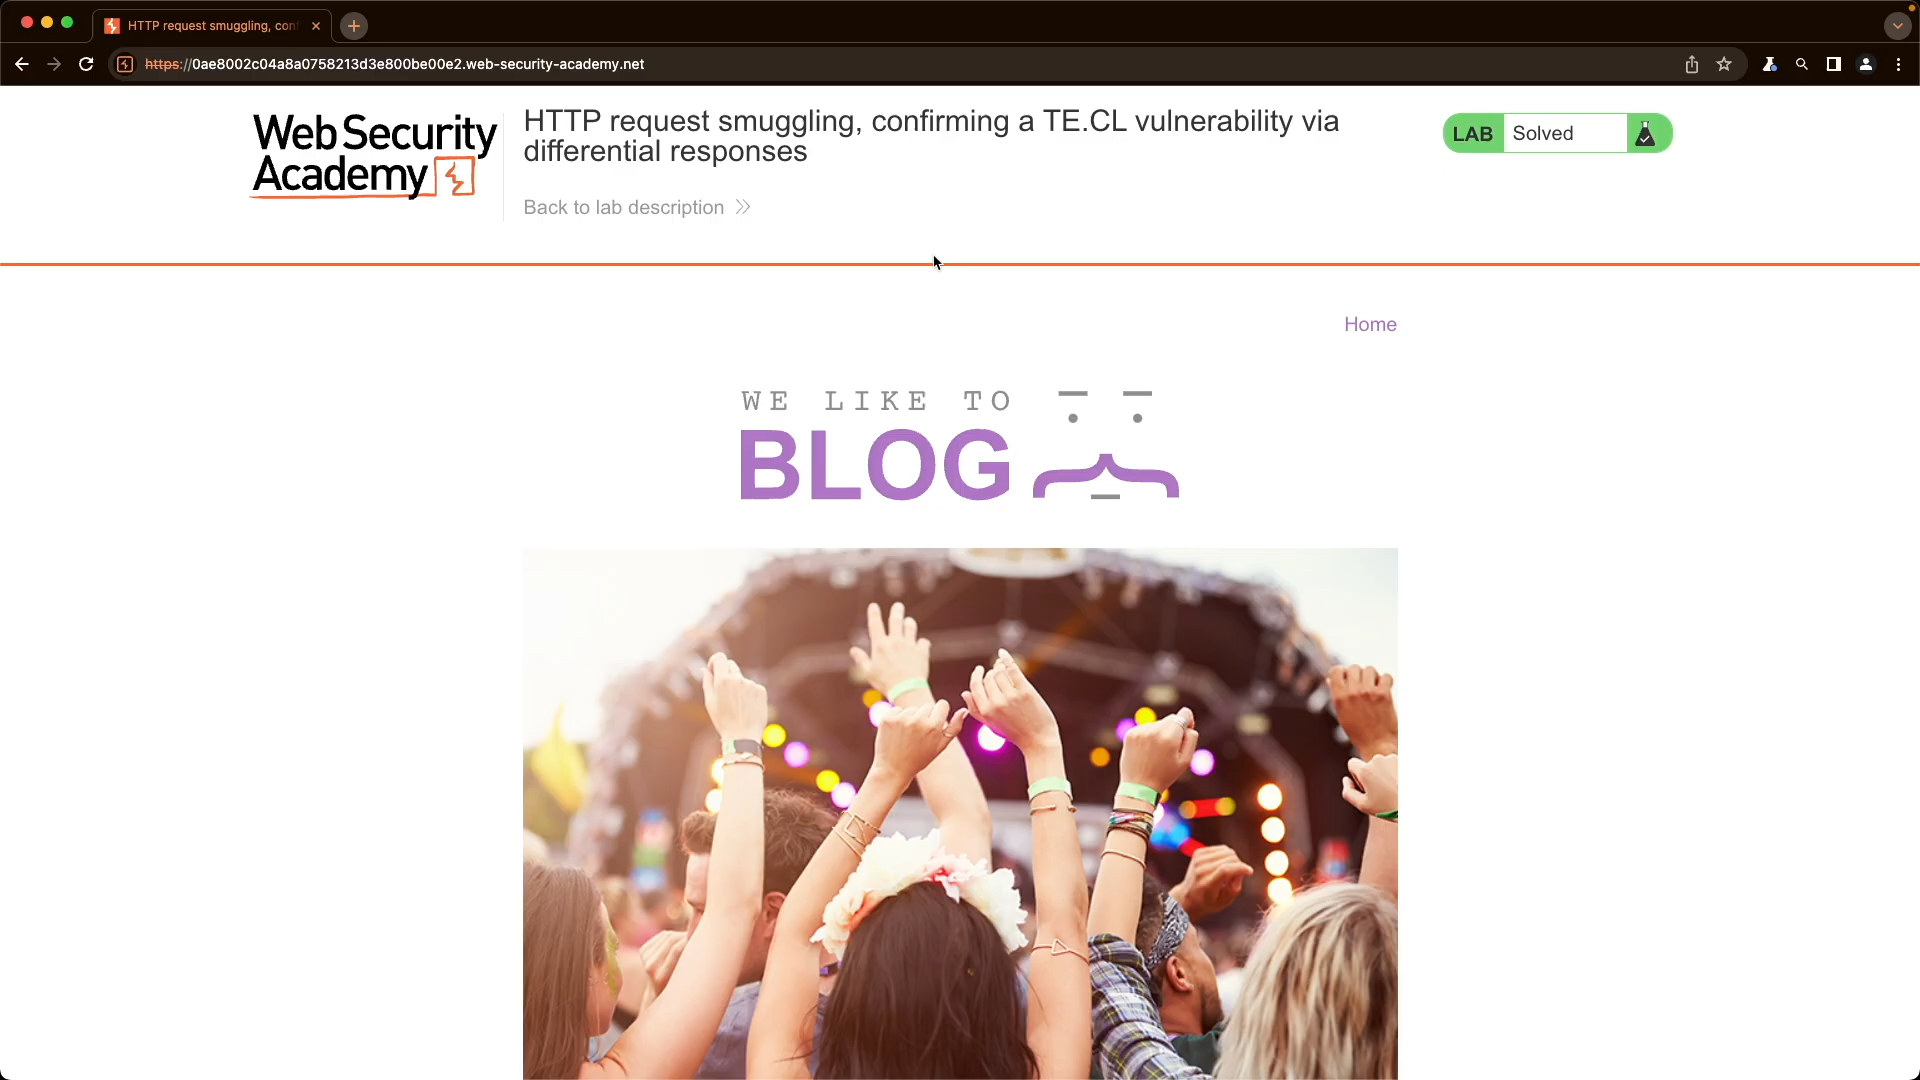 HTTP request smuggling, con
https://0ae8002c04a8a0758213d3e800be00e2.web-security-academy.net
Web Security
Academy
HTTP request smuggling, confirming a TE.CL vulnerability via
differential responses
LAB Solved
Back to lab description
Home
WE LIKE TO
BLOG